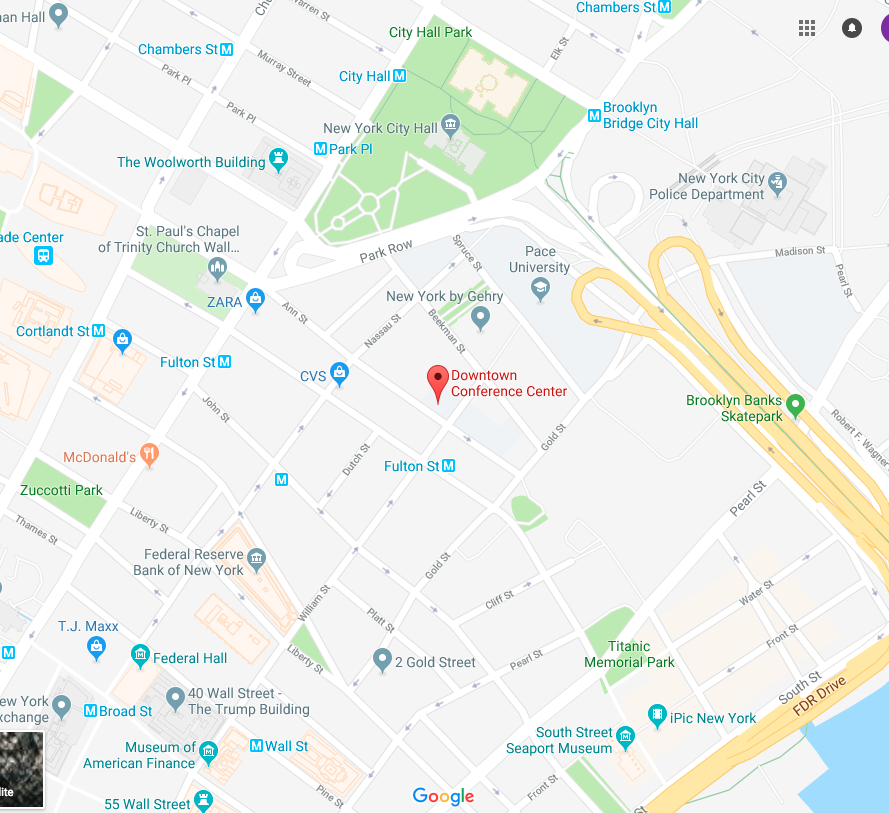 an Hall
Warren St
Chambers St M
City Hall Park
Chambers St M
Elk St
Park Pl
Murray Street
City Hall M
Park Pl
Brooklyn
Bridge City Hall
New York City Hall
M Park Pl
The Woolworth Building
New York City
Police Department
St. Paul's Chapel
of Trinity Church Wall...
ade Center
Park Row
Spruce St
Pace
University
Madison St
Pearl St
ZARA
Ann St
New York by Gehry
Nassau St
Beekman St
Cortlandt St M
Fulton St M
CVS
Downtown
Conference Center
John St
Brooklyn Banks
Skatepark
Robert F. Wagner
Gold St
McDonald's
Dutch St
Fulton St M
M
Zuccotti Park
Pearl St
Thames St
Liberty St
Federal Reserve
Bank of New York
Gold St
William St
Cliff St
Water St
Platt St
T.J. Maxx
Front St
Titanic
Memorial Park
M
Federal Hall
Liberty St
2 Gold Street
Pearl St
South St
FDR Drive
ew York
xchange
M Broad St
40 Wall Street -
The Trump Building
iPic New York
South Street
Seaport Museum
Museum of
American Finance
M Wall St
lite
55 Wall Street
Pine St
Google
Front St
St